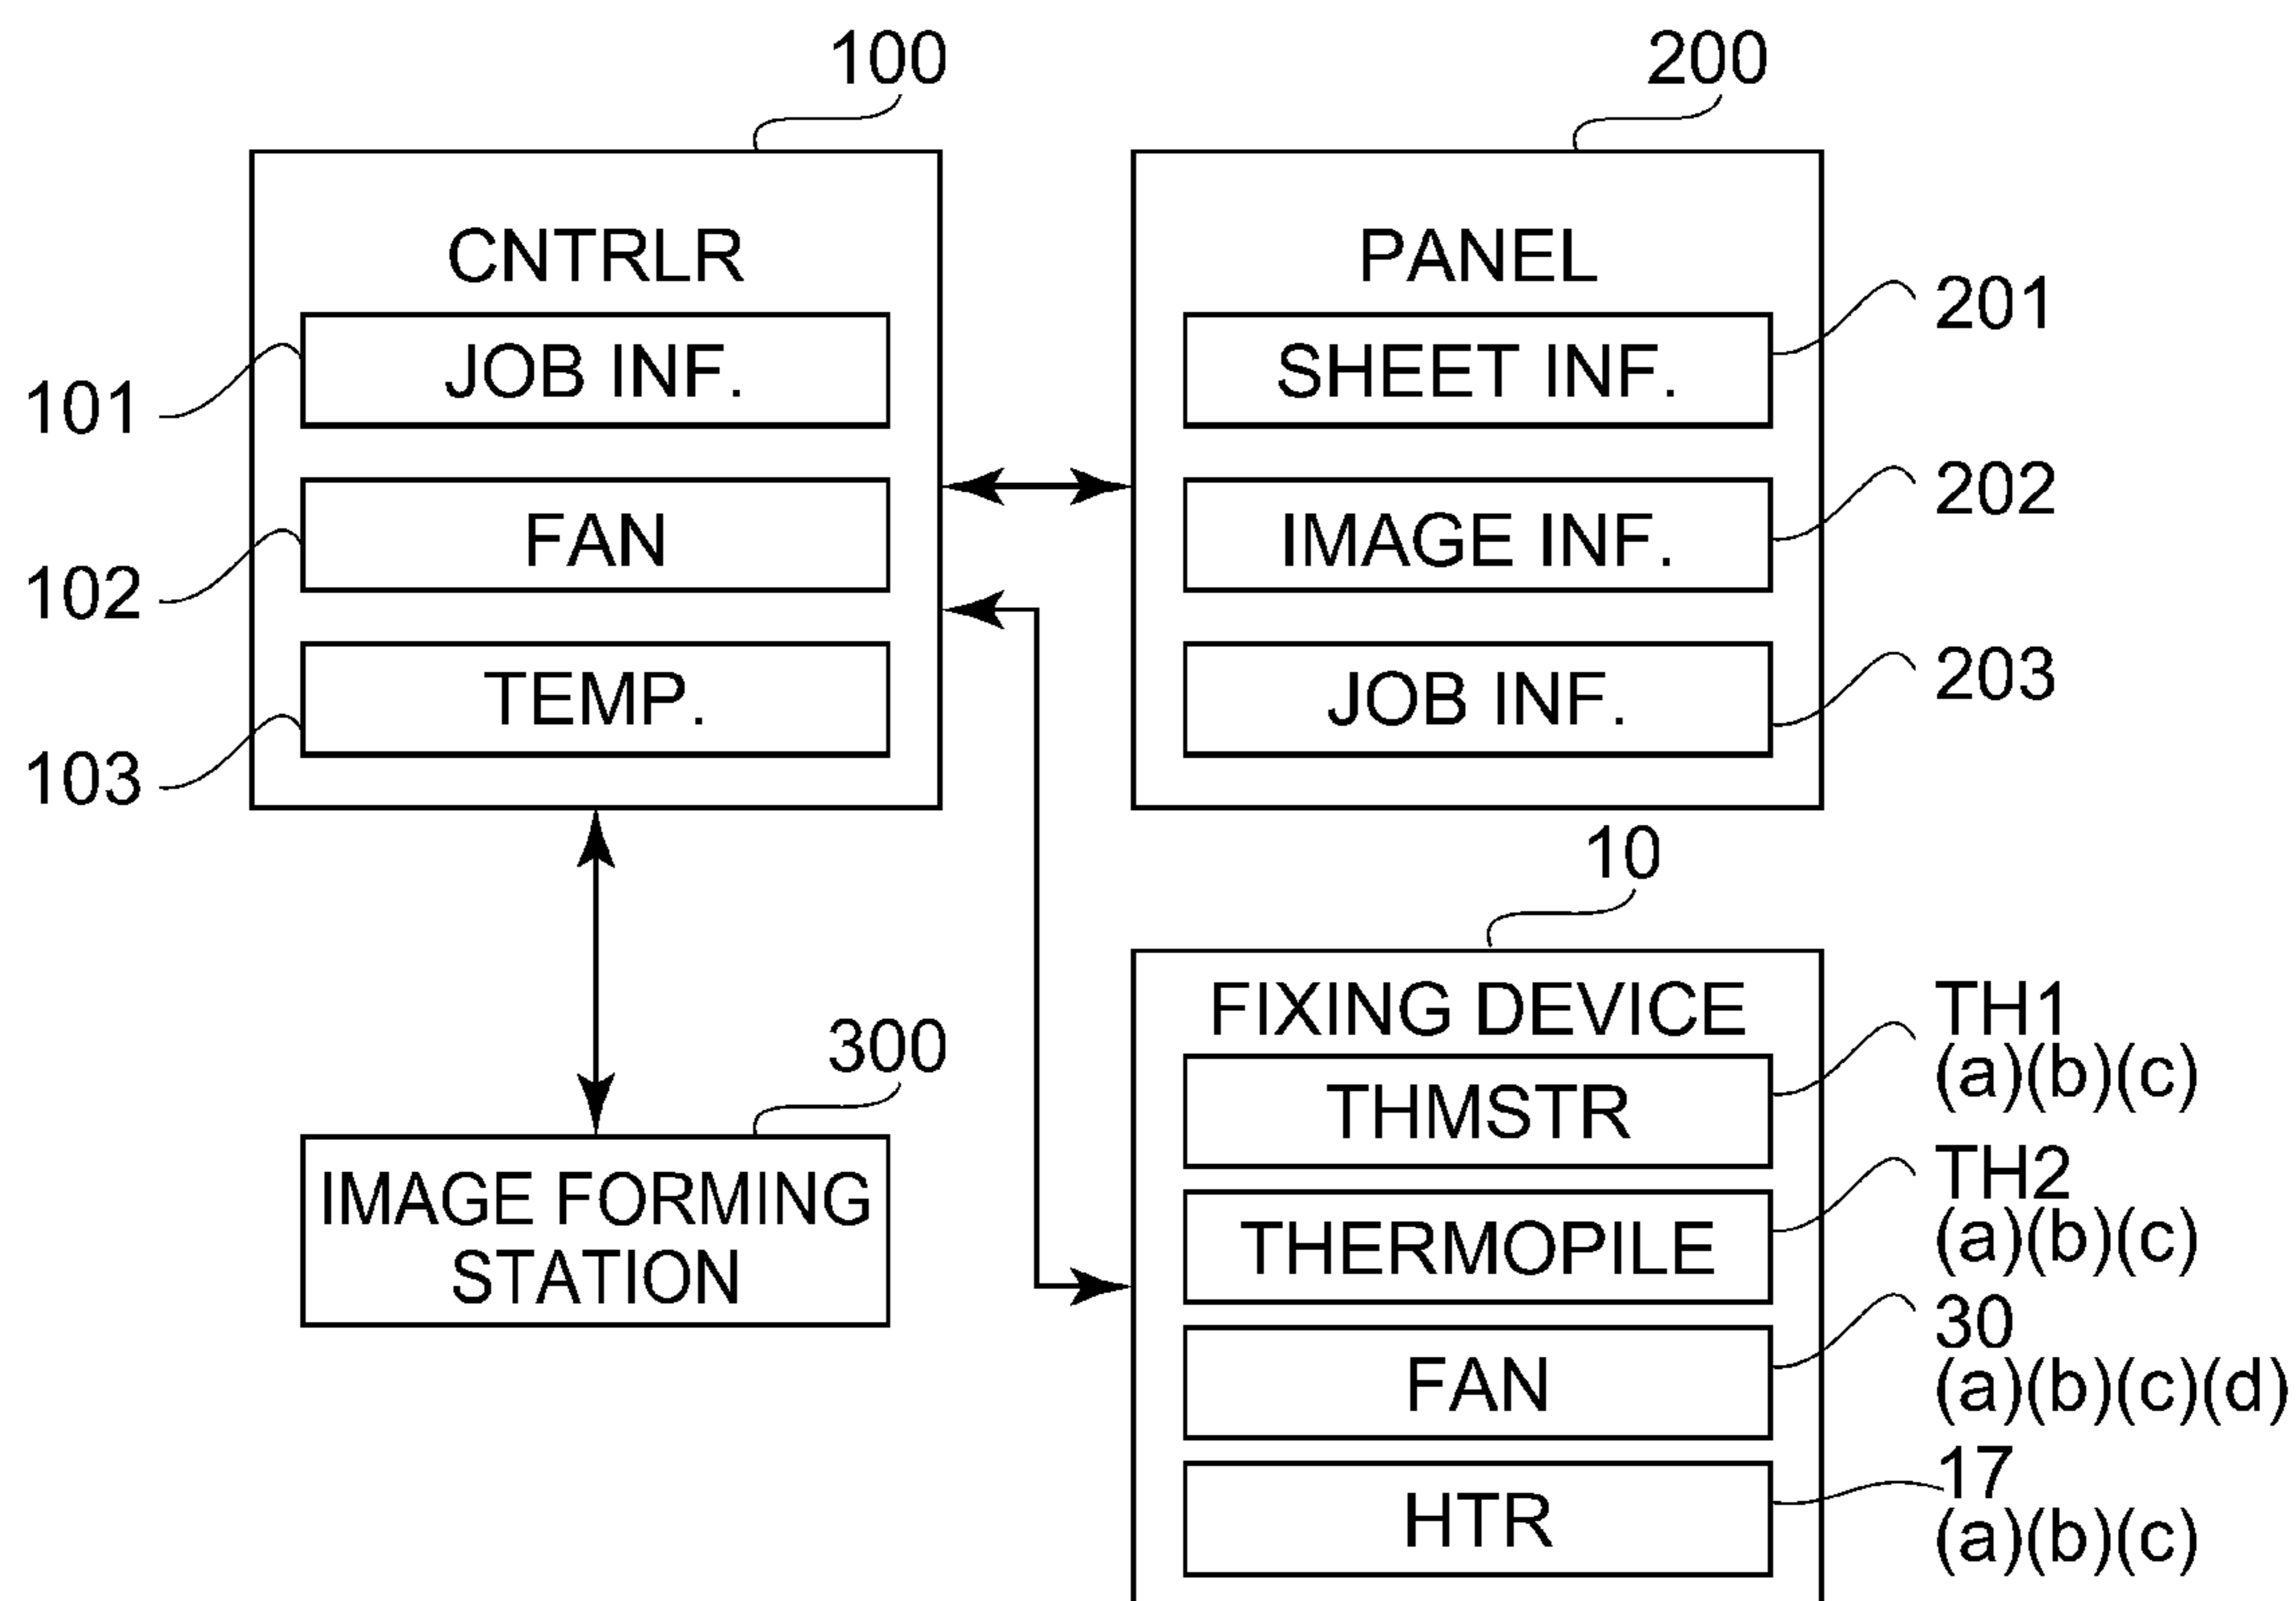 100
200
CNTRLR
PANEL
JOB INF.
101
FAN
102
TEMP.
103
SHEET INF.
201
IMAGE INF.
202
JOB INF.
203
10
300
IMAGE FORMING
STATION
FIXING DEVICE
THMSTR
TH1
(a)(b)(c)
THERMOPILE
TH2
(a)(b)(c)
FAN
30
(a)(b)(c)(d)
HTR
17
(a)(b)(c)